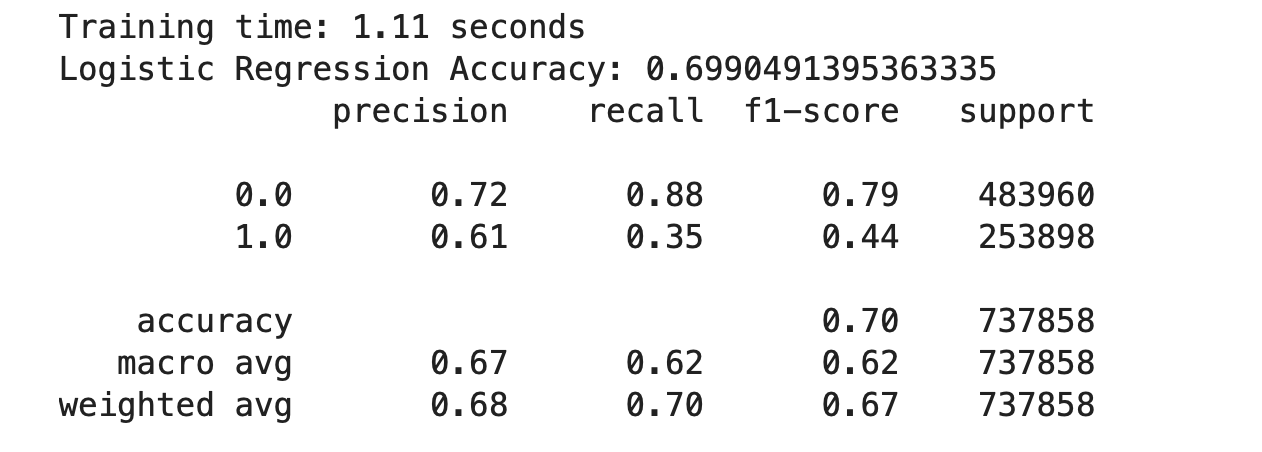 Training time: 1.11 seconds
Logistic Regression Accuracy: 0.6990491395363335
precision recall f1-score support
0.0 0.72 0.88 0.79 483960
1.0 0.61 0.35 0.44 253898
accuracy 0.70 737858
macro avg 0.67 0.62 0.62 737858
weighted avg 0.68 0.70 0.67 737858